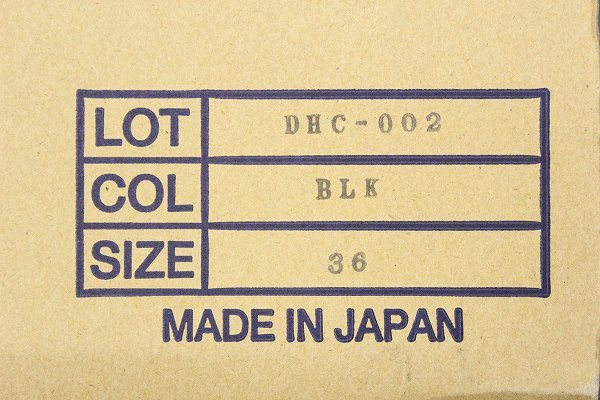 LOT DHC-002
COL BLK
SIZE 36
MADE IN JAPAN